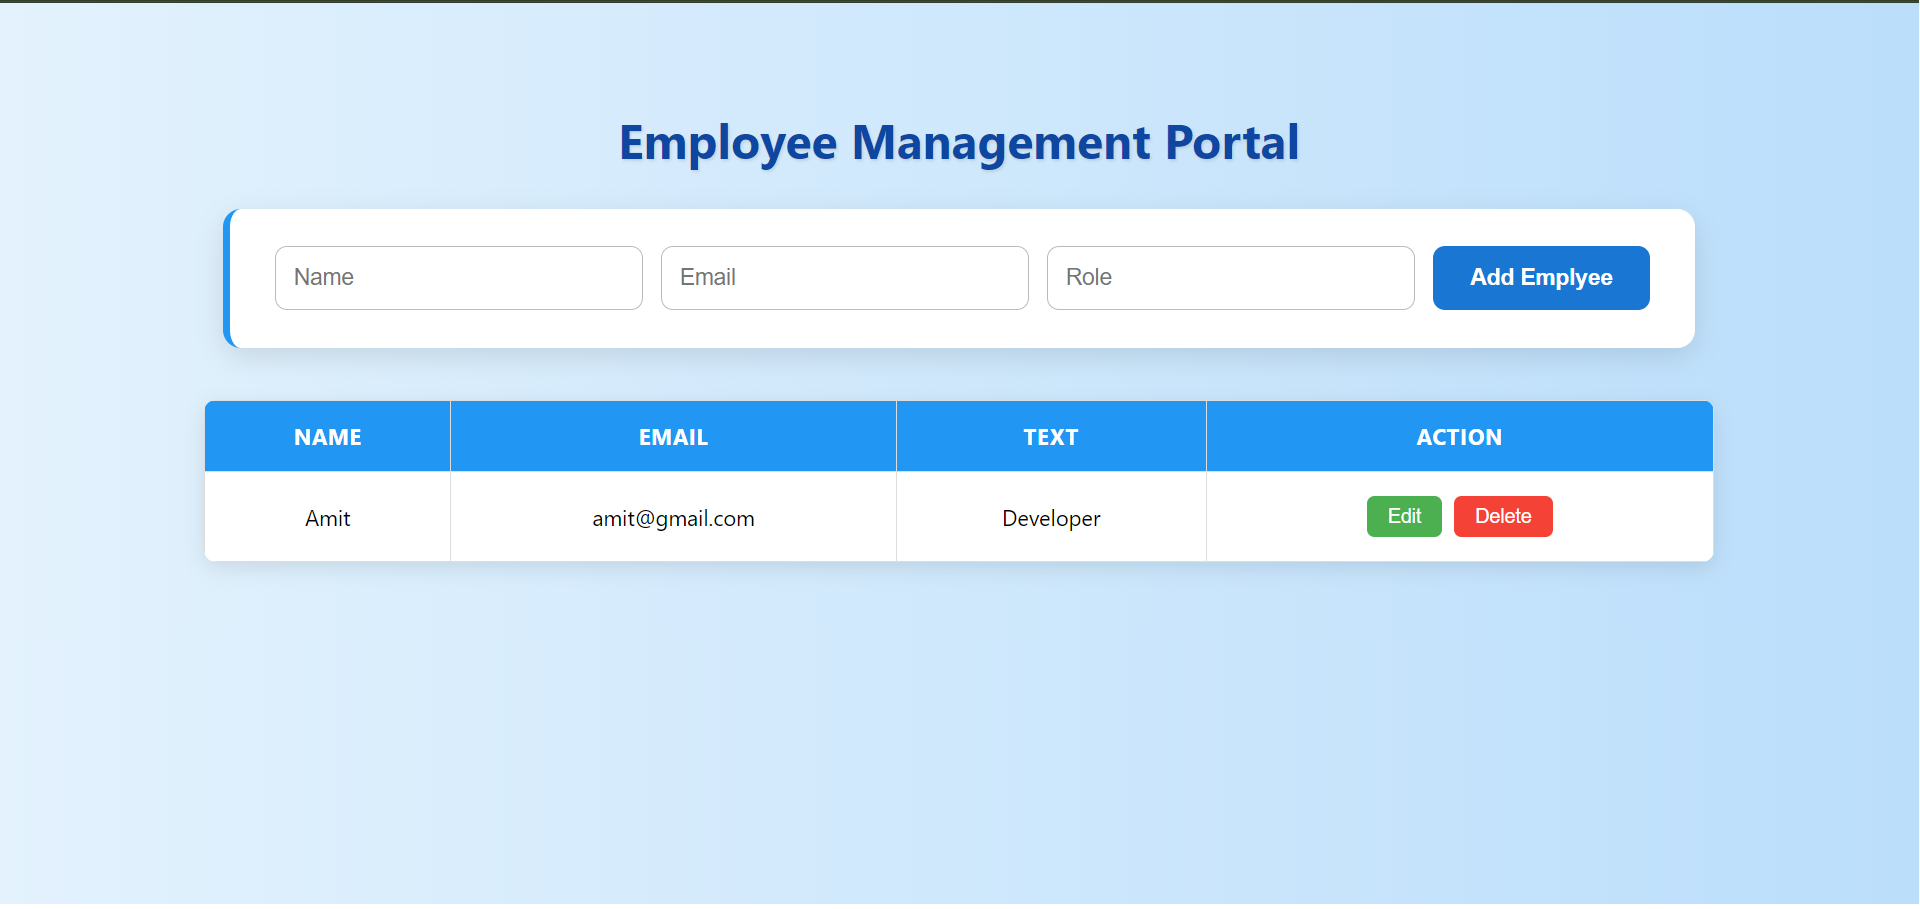 Employee Management Portal
Name Email Role Add Emplyee
NAME EMAIL TEXT ACTION
Amit amit@gmail.com Developer Edit Delete